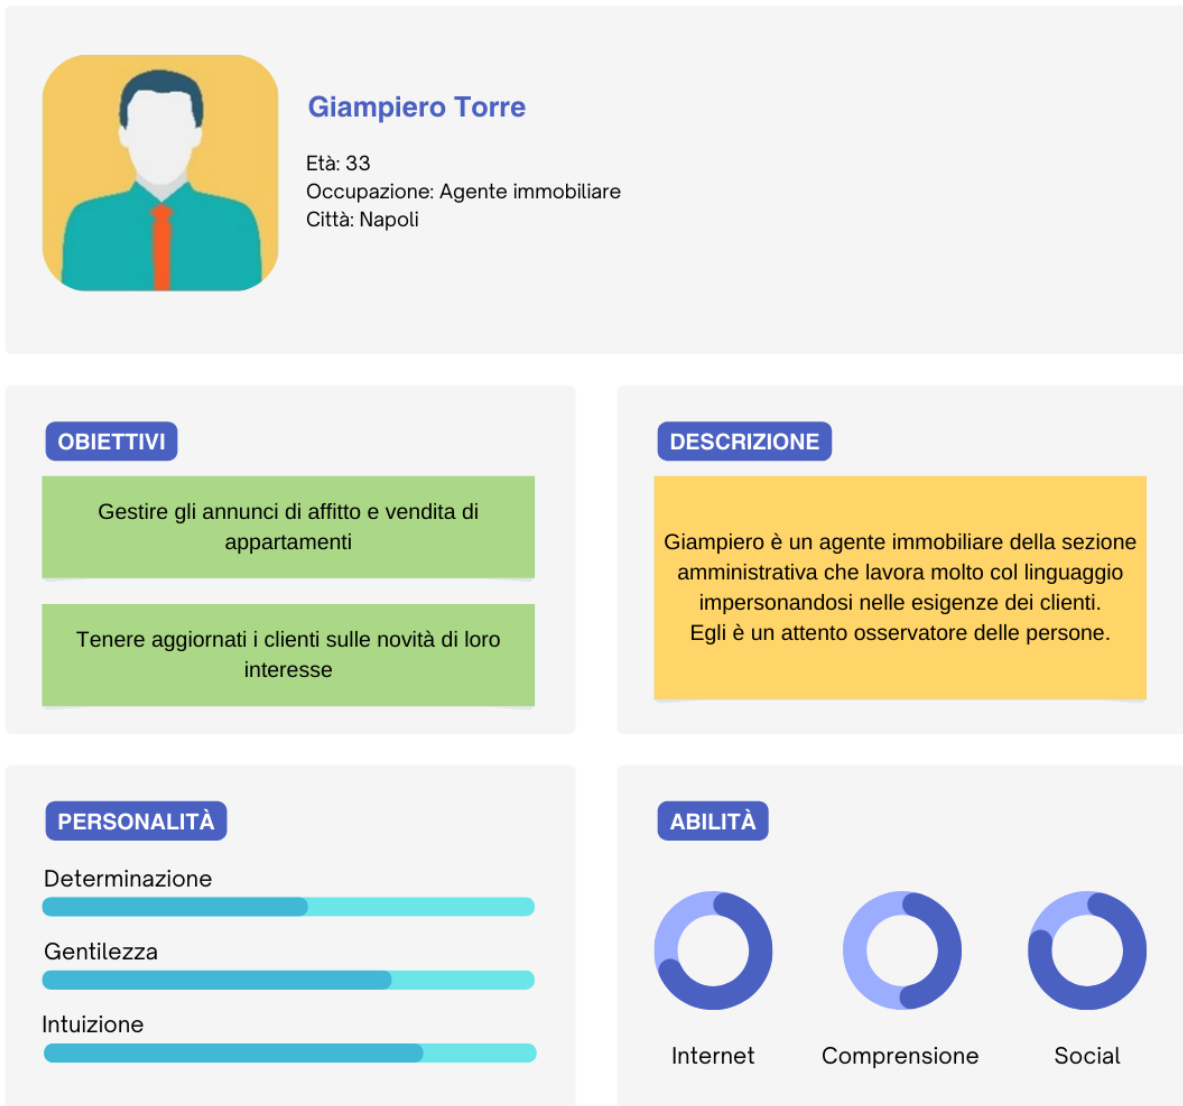 Giampiero Torre
Età: 33
Occupazione: Agente immobiliare
Città: Napoli
OBIETTIVI
Gestire gli annunci di affitto e vendita di
appartamenti
Tenere aggiornati i clienti sulle novità di loro
interesse
DESCRIZIONE
Giampiero è un agente immobiliare della sezione
amministrativa che lavora molto col linguaggio
impersonandosi nelle esigenze dei clienti.
Egli è un attento osservatore delle persone.
PERSONALITÀ
Determinazione
Gentilezza
Intuizione
ABILITÀ
Internet
Comprensione
Social